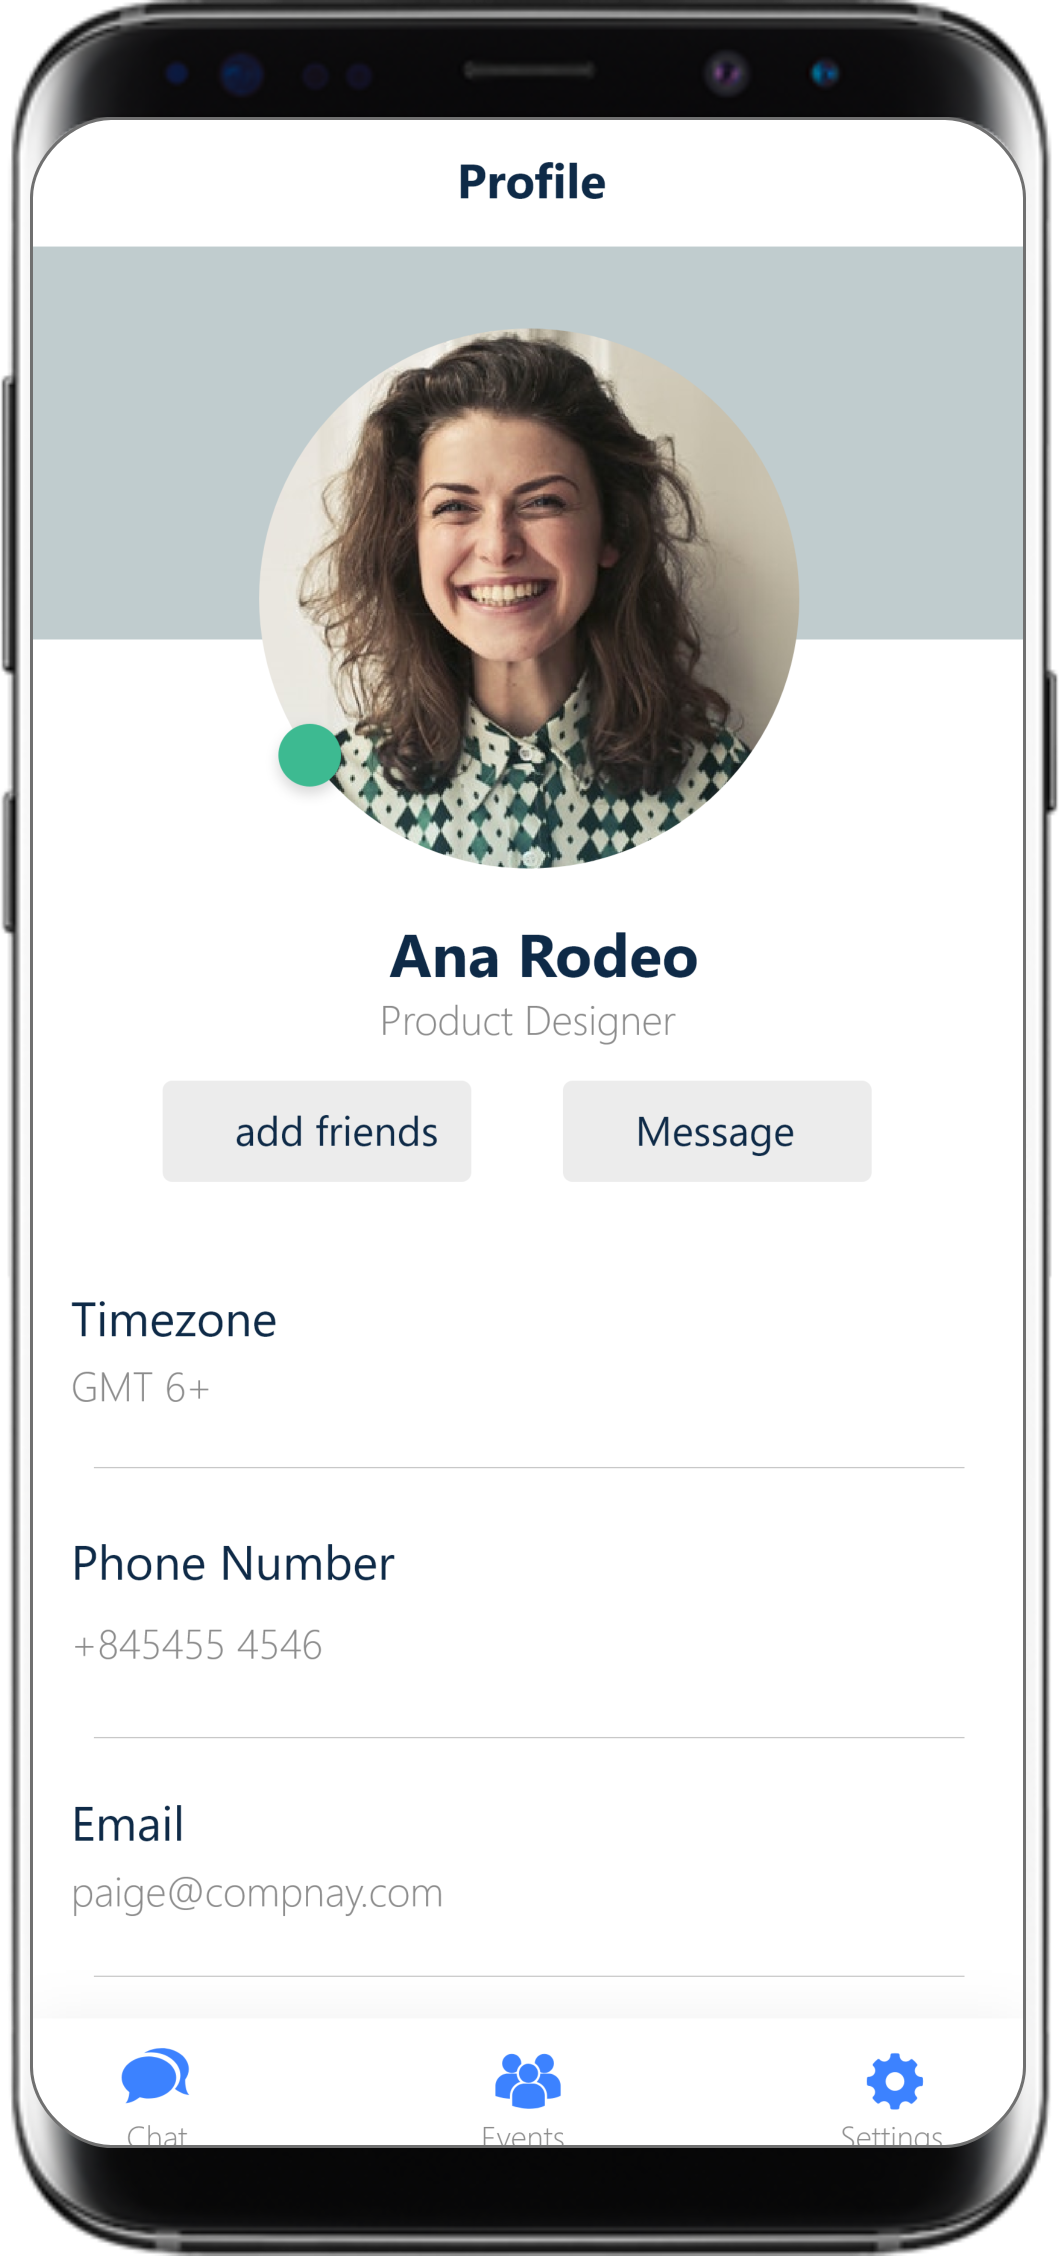 Profile
Ana Rodeo
Product Designer
add friends
Message
Timezone
GMT 6+
Phone Number
+845455 4546
Email
paige@compnay.com
Chat
Events
Settings